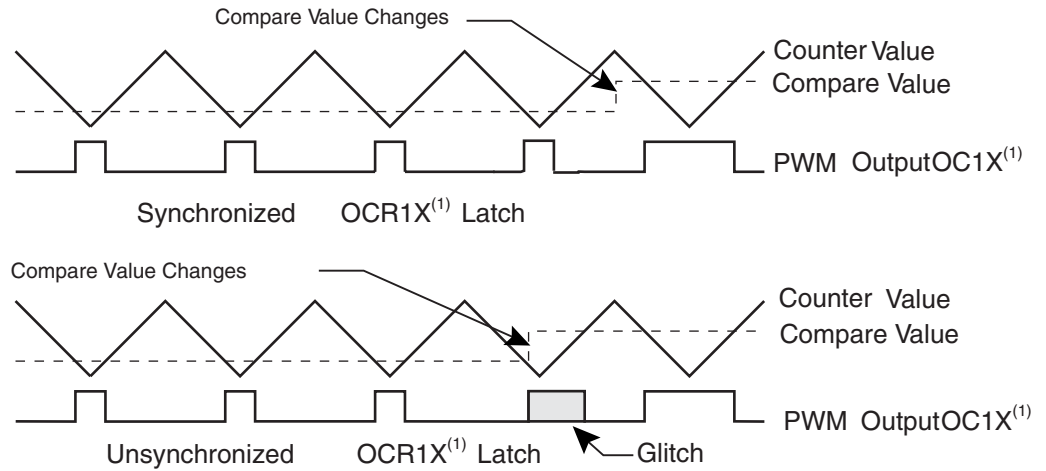 Compare Value Changes
Counter Value
Compare Value
PWM OutputOC1X(1)
Synchronized OCR1X(1) Latch
Compare Value Changes
Counter Value
Compare Value
PWM OutputOC1X(1)
Unsynchronized OCR1X(1) Latch Glitch